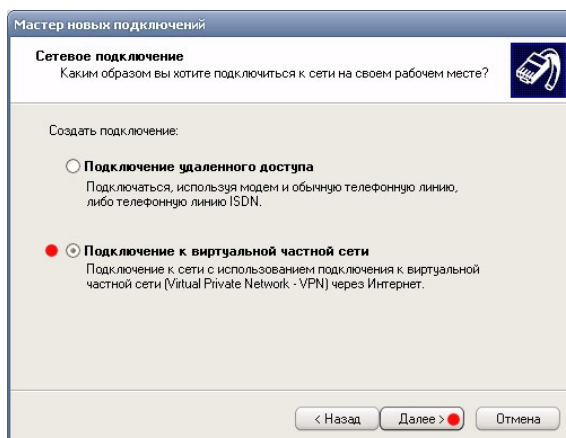 Мастер новых подключений
Сетевое подключение
Каким образом вы хотите подключиться к сети на своем рабочем месте?
Создать подключение:
Подключение удаленного доступа
Подключаться, используя модем и обычную телефонную линию,
либо телефонную линию ISDN.
Подключение к виртуальной частной сети
Подключение к сети с использованием подключения к виртуальной
частной сети (Virtual Private Network - VPN) через Интернет.
< Назад Далее > Отмена